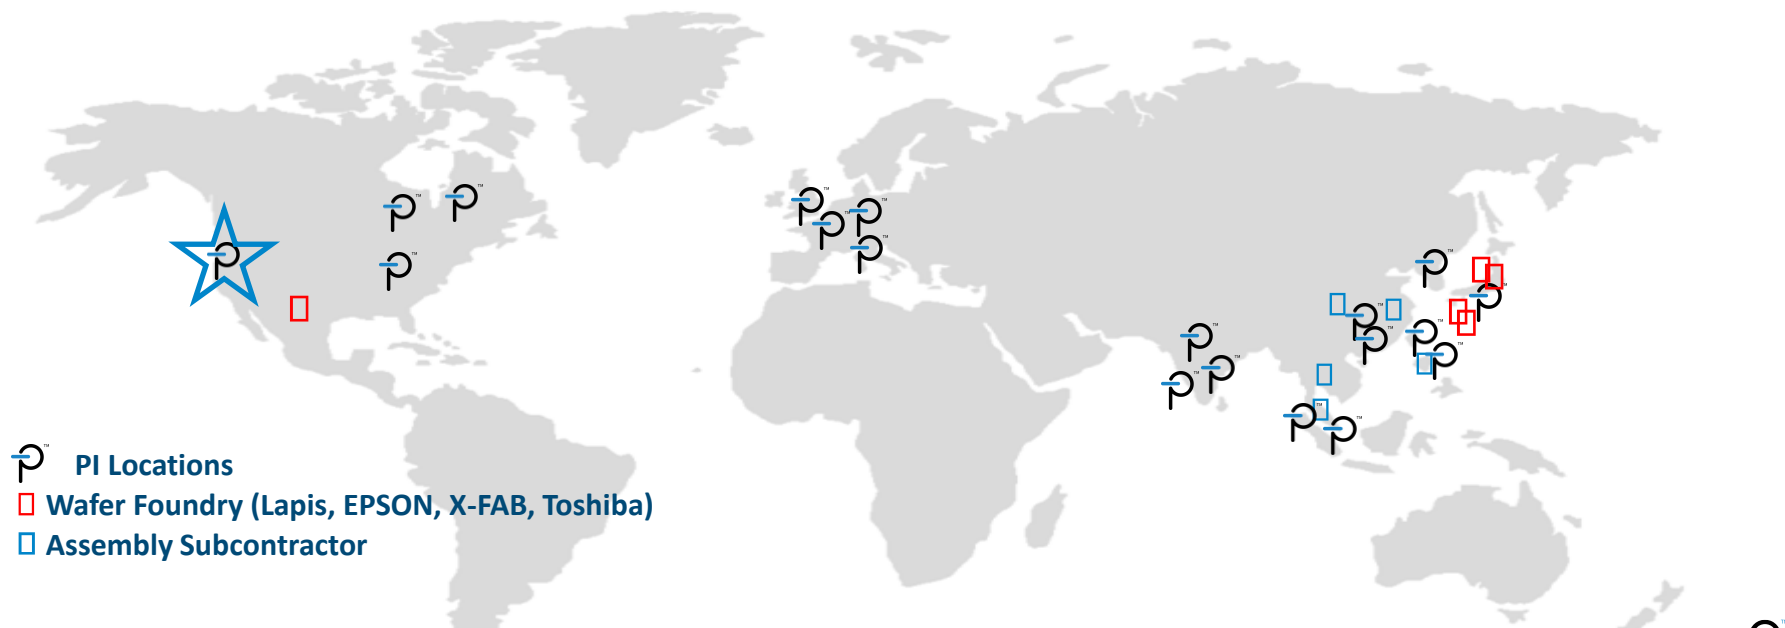 PI Locations
Wafer Foundry (Lapis, EPSON, X-FAB, Toshiba)
Assembly Subcontractor